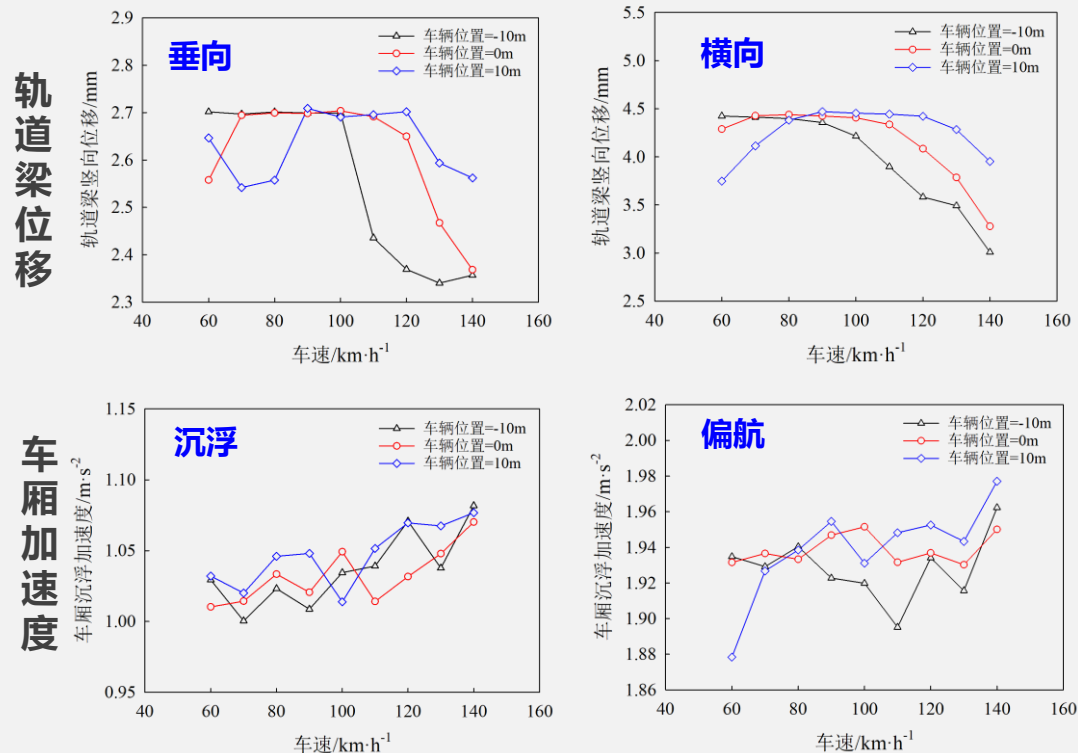 轨道梁位移
垂向
2.9
2.8
2.7
2.6
2.5
2.4
2.3
轨道梁竖向位移/mm
车辆位置=-10m
车辆位置=0m
车辆位置=10m
40 60 80 100 120 140 160
车速/km·h⁻¹
横向
5.5
5.0
4.5
4.0
3.5
3.0
2.5
轨道梁竖向位移/mm
车辆位置=-10m
车辆位置=0m
车辆位置=10m
40 60 80 100 120 140 160
车速/km·h⁻¹
车厢加速度
沉浮
1.15
1.10
1.05
1.00
0.95
车厢沉浮加速度/m·s⁻²
车辆位置=-10m
车辆位置=0m
车辆位置=10m
40 60 80 100 120 140 160
车速/km·h⁻¹
偏航
2.02
2.00
1.98
1.96
1.94
1.92
1.90
1.88
1.86
车厢沉浮加速度/m·s⁻²
车辆位置=-10m
车辆位置=0m
车辆位置=10m
40 60 80 100 120 140 160
车速/km·h⁻¹